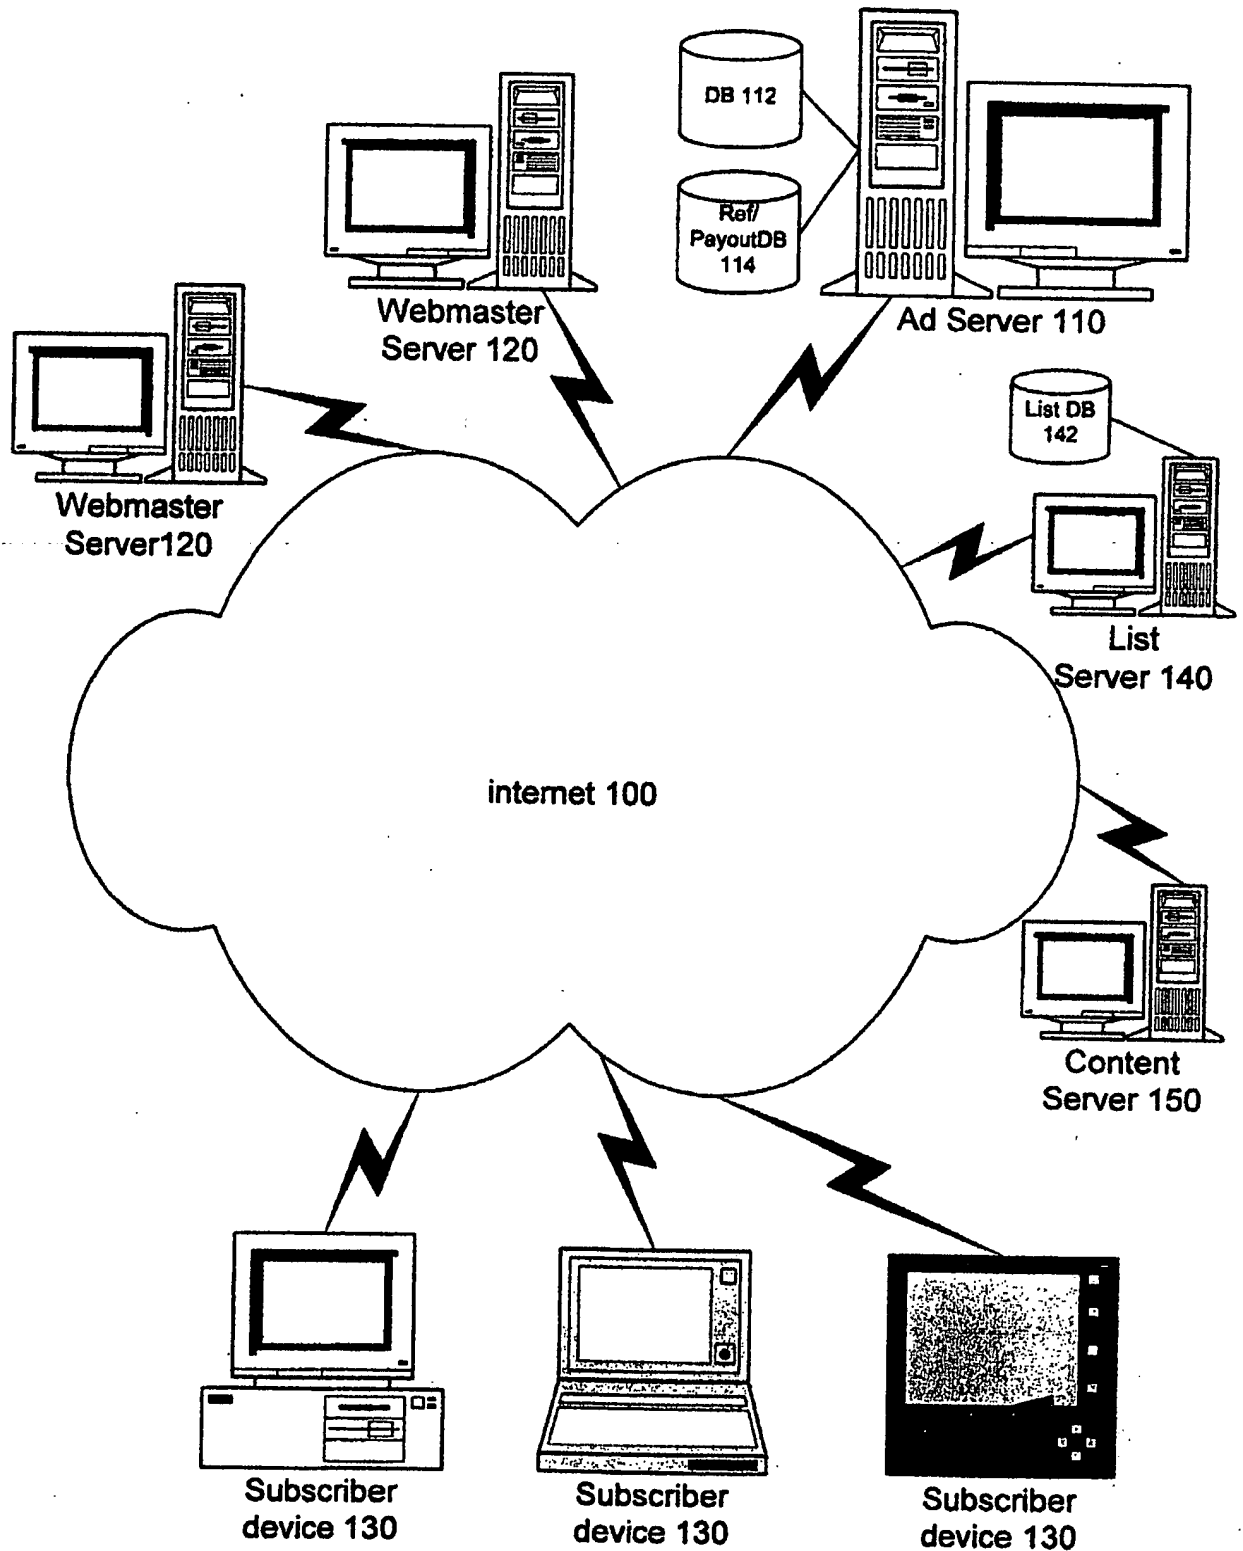 DB 112
Ref/
PayoutDB
114
Ad Server 110
Webmaster
Server 120
List DB
142
Webmaster
Server120
List
Server 140
internet 100
Content
Server 150
Subscriber
device 130
Subscriber
device 130
Subscriber
device 130